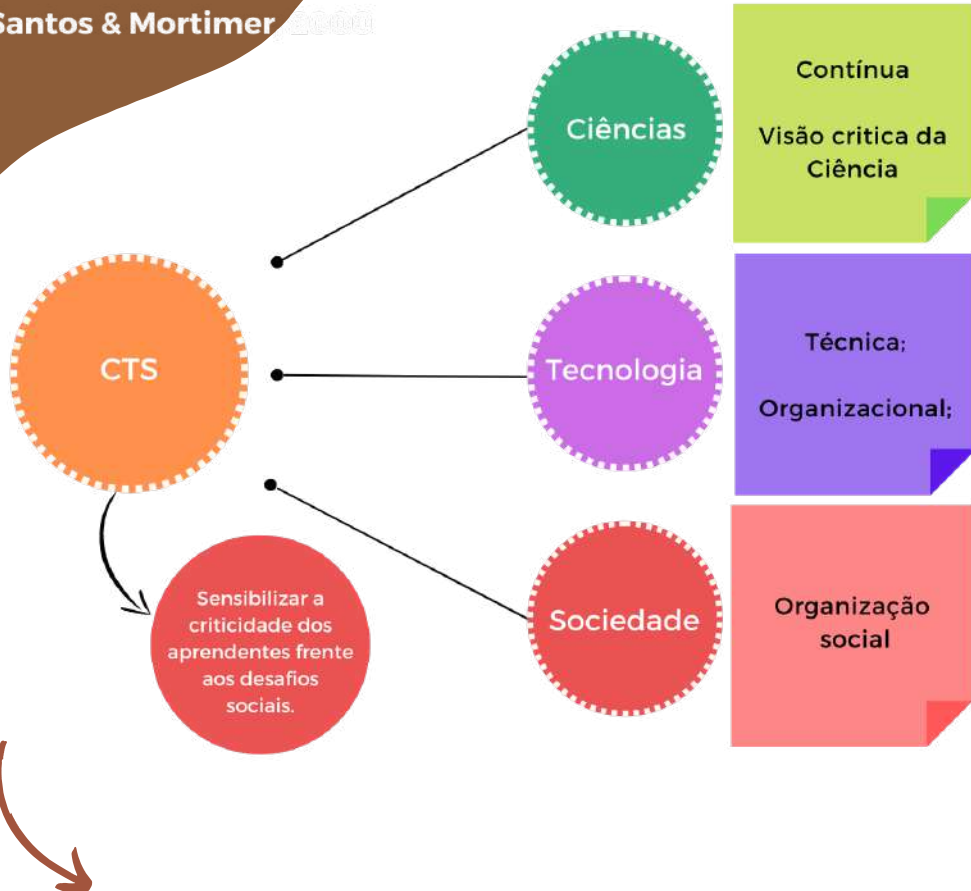 Santos & Mortimer, 2000
Ciências
Contínua
Visão critica da
Ciência
CTS
Tecnologia
Técnica;
Organizacional;
Sensibilizar a
criticidade dos
aprendentes frente
aos desafios
sociais.
Sociedade
Organização
social